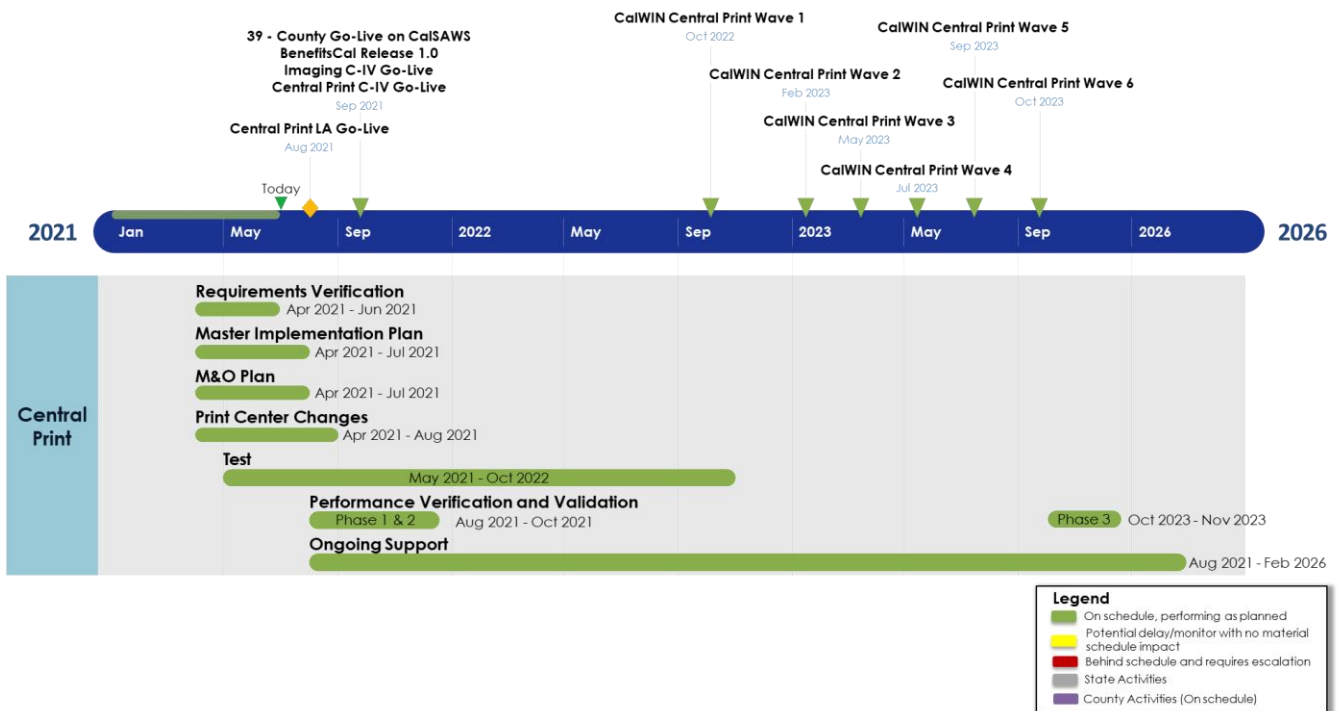 CalWIN Central Print Wave 1
Oct 2022
CalWIN Central Print Wave 5
Sep 2023
39 - County Go-Live on CalSAWS
BenefitsCal Release 1.0
Imaging C-IV Go-Live
Central Print C-IV Go-Live
Sep 2021
CalWIN Central Print Wave 2
Feb 2023
CalWIN Central Print Wave 6
Oct 2023
Central Print LA Go-Live
Aug 2021
CalWIN Central Print Wave 3
May 2023
CalWIN Central Print Wave 4
Jul 2023
Today
2021
Jan
May
Sep
2022
May
Sep
2023
May
Sep
2026
2026
Central
Print
Requirements Verification
Apr 2021 - Jun 2021
Master Implementation Plan
Apr 2021 - Jul 2021
M&O Plan
Apr 2021 - Jul 2021
Print Center Changes
Apr 2021 - Aug 2021
Test
May 2021 - Oct 2022
Performance Verification and Validation
Phase 1 & 2
Aug 2021 - Oct 2021
Phase 3
Oct 2023 - Nov 2023
Ongoing Support
Aug 2021 - Feb 2026
Legend
On schedule, performing as planned
Potential delay/monitor with no material
schedule impact
Behind schedule and requires escalation
State Activities
County Activities (On schedule)